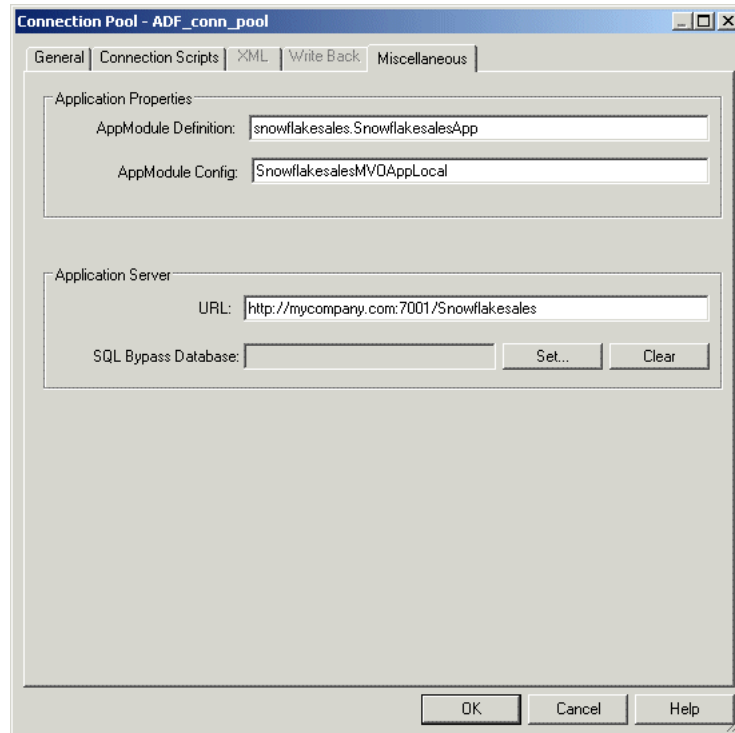 Connection Pool - ADF_conn_pool
General Connection Scripts XML Write Back Miscellaneous
Application Properties
AppModule Definition: snowflakesales.SnowflakesalesApp
AppModule Config: SnowflakesalesMVOAppLocal
Application Server
URL: http://mycompany.com:7001/Snowflakesales
SQL Bypass Database: Set... Clear
OK Cancel Help